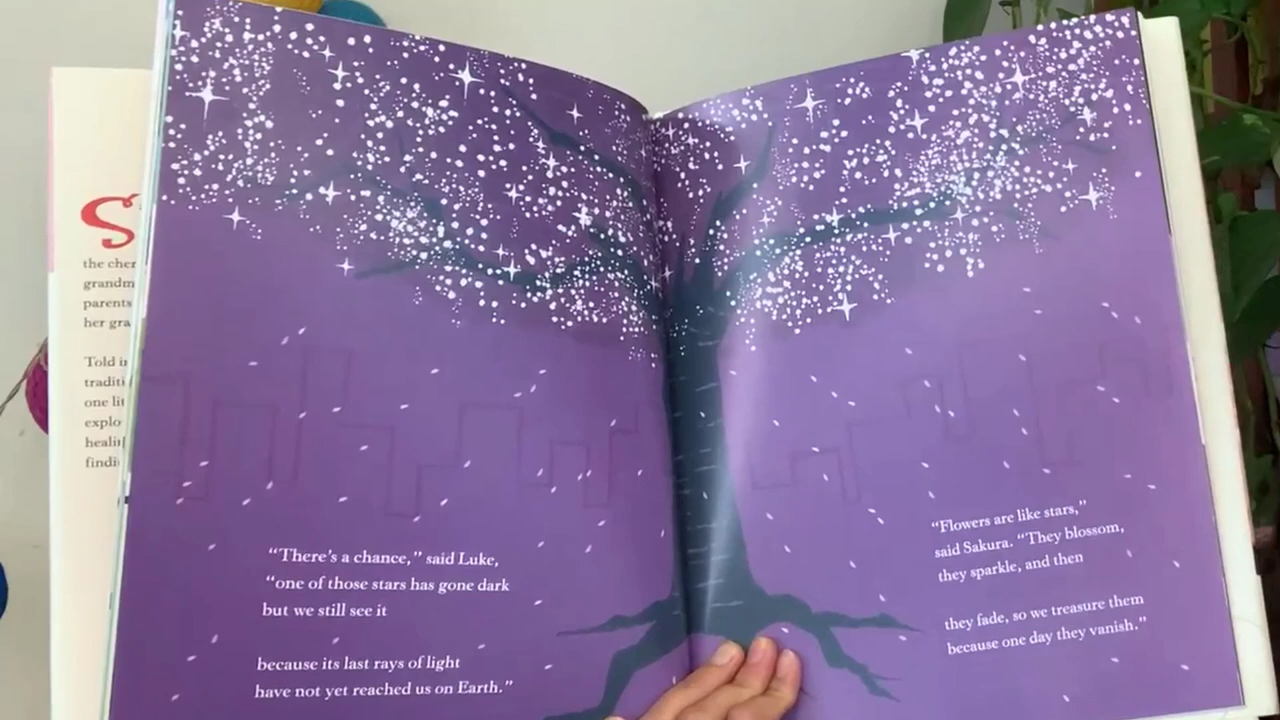 the cher
grandm
parents
her gra
Told in
traditi
one lit
explo
healin
findi
“There’s a chance,” said Luke,
“one of those stars has gone dark
but we still see it
because its last rays of light
have not yet reached us on Earth.”
“Flowers are like stars,”
said Sakura. “They blossom,
they sparkle, and then
they fade, so we treasure them
because one day they vanish.”